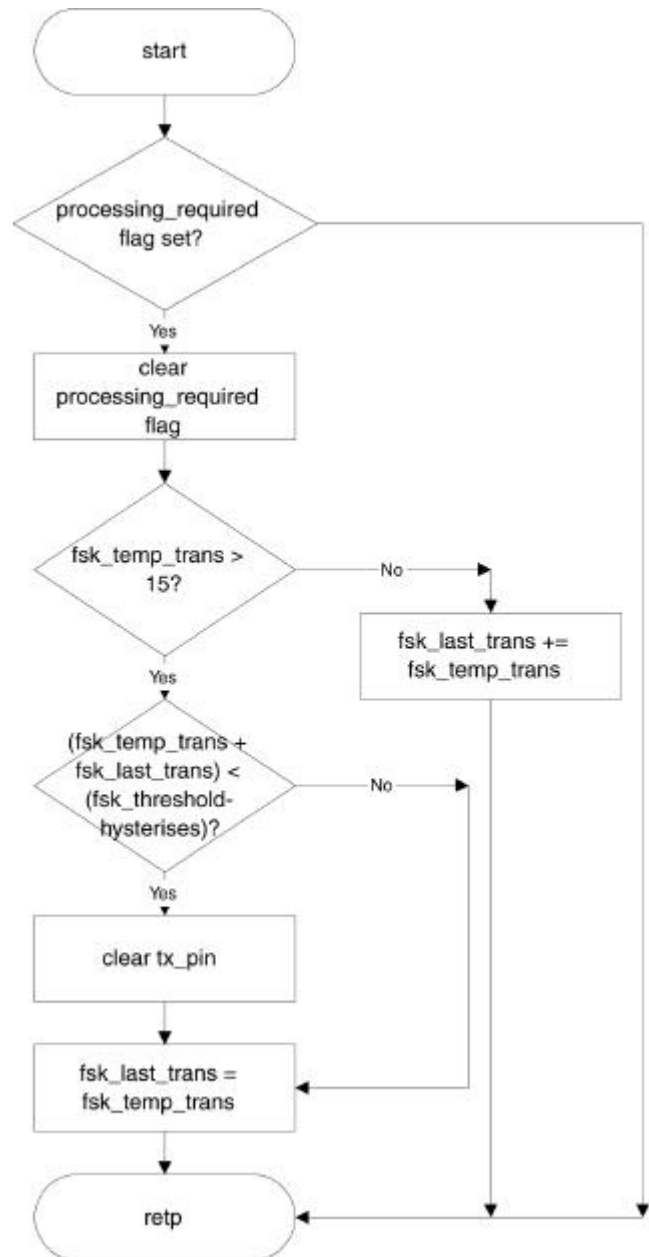 start
processing_required
flag set?
Yes
clear
processing_required
flag
fsk_temp_trans >
15?
No
fsk_last_trans +=
fsk_temp_trans
Yes
(fsk_temp_trans +
fsk_last_trans) <
(fsk_threshold-
hysterises)?
No
Yes
clear tx_pin
fsk_last_trans =
fsk_temp_trans
retp